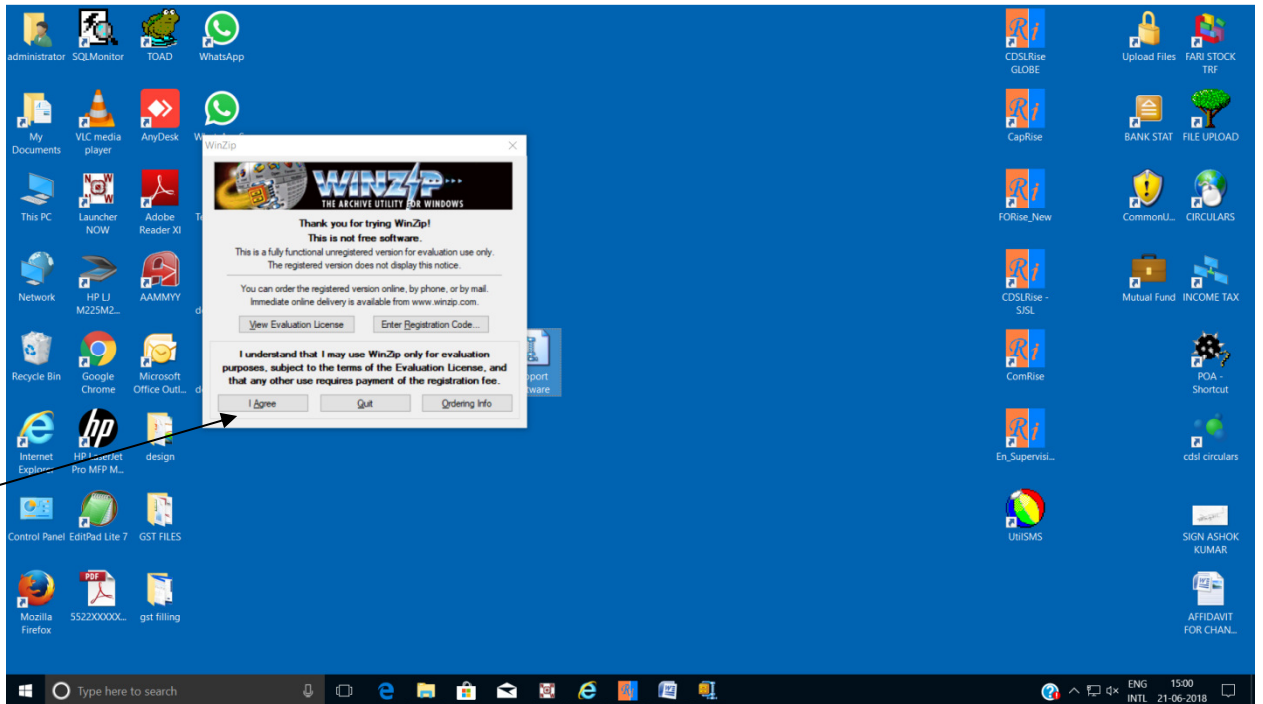 administrator
SQLMonitor
TOAD
WhatsApp
My
Documents
VLC media
player
AnyDesk
This PC
Launcher
NOW
Adobe
Reader XI
Network
HP LJ
M225M2...
AAMMYY
Recycle Bin
Google
Chrome
Microsoft
Office Outl...
Internet
Explorer
HP LaserJet
Pro MFP M...
design
Control Panel
EditPad Lite 7
GST FILES
Mozilla
Firefox
PDF
S522XXXXX...
gst filling
WinZip
WINZIP...
THE ARCHIVE UTILITY FOR WINDOWS
Thank you for trying WinZip!
This is not free software.
This is a fully functional unregistered version for evaluation use only.
The registered version does not display this notice.
You can order the registered version online, by phone, or by mail.
Immediate online delivery is available from www.winzip.com.
View Evaluation License
Enter Registration Code...
I understand that I may use WinZip only for evaluation
purposes, subject to the terms of the Evaluation License, and
that any other use requires payment of the registration fee.
I Agree
Quit
Ordering Info
CDSLRise
GLOBE
Upload Files
FARI STOCK
TRF
CapRise
BANK STAT
FILE UPLOAD
FORise_New
CommonU...
CIRCULARS
CDSLRise -
SJSL
Mutual Fund
INCOME TAX
ComRise
POA -
Shortcut
En_Supervisi...
cdsl circulars
UtilSMS
SIGN ASHOK
KUMAR
AFFIDAVIT
FOR CHAN...
Type here to search
ENG
INTL
15:00
21-06-2018